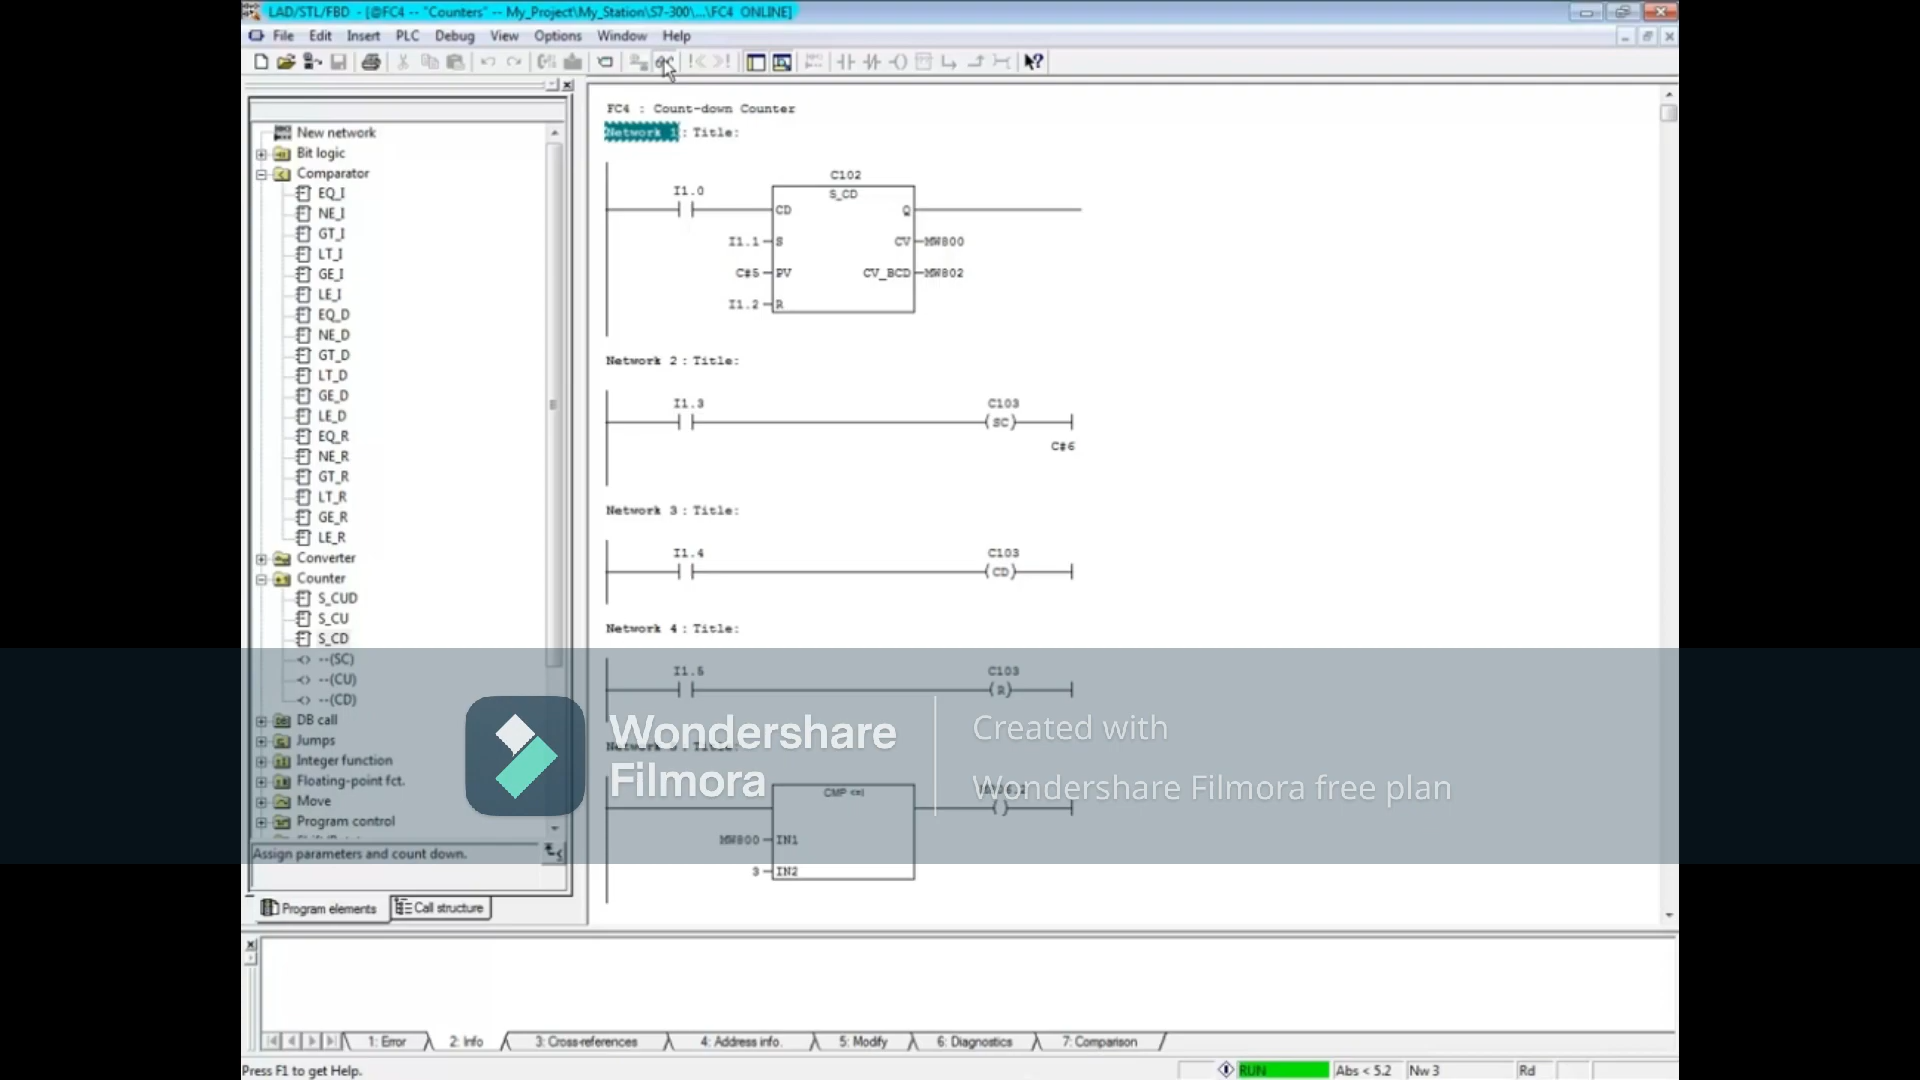 LAD/STL/FBD - [@FC4 -- "Counters" -- My_Project\My_Station\S7-300\...\FC4 ONLINE]
File Edit Insert PLC Debug View Options Window Help
New network
Bit logic
Comparator
EQ_I
NE_I
GT_I
LT_I
GE_I
LE_I
EQ_D
NE_D
GT_D
LT_D
GE_D
LE_D
EQ_R
NE_R
GT_R
LT_R
GE_R
LE_R
Converter
Counter
S_CUD
S_CU
S_CD
--(SC)
--(CU)
--(CD)
DB call
Jumps
Integer function
Floating-point fct.
Move
Program control
Assign parameters and count down.
Program elements
Call structure
FC4 : Count-down Counter
Network 1 : Title:
C102
I1.0
S_CD
CD Q
I1.1 S CV MW800
C#5 PV CV_BCD MW802
I1.2 R
Network 2 : Title:
I1.3 C103
(SC)
C#6
Network 3 : Title:
I1.4 C103
(CD)
Network 4 : Title:
I1.5 C103
(R)
CMP <=I
MW800 IN1
3 IN2
Wondershare
Filmora
Created with
Wondershare Filmora free plan
1: Error 2: Info 3: Cross-references 4: Address info. 5: Modify 6: Diagnostics 7: Comparison
Press F1 to get Help.
RUN Abs < 5.2 Nw 3 Rd